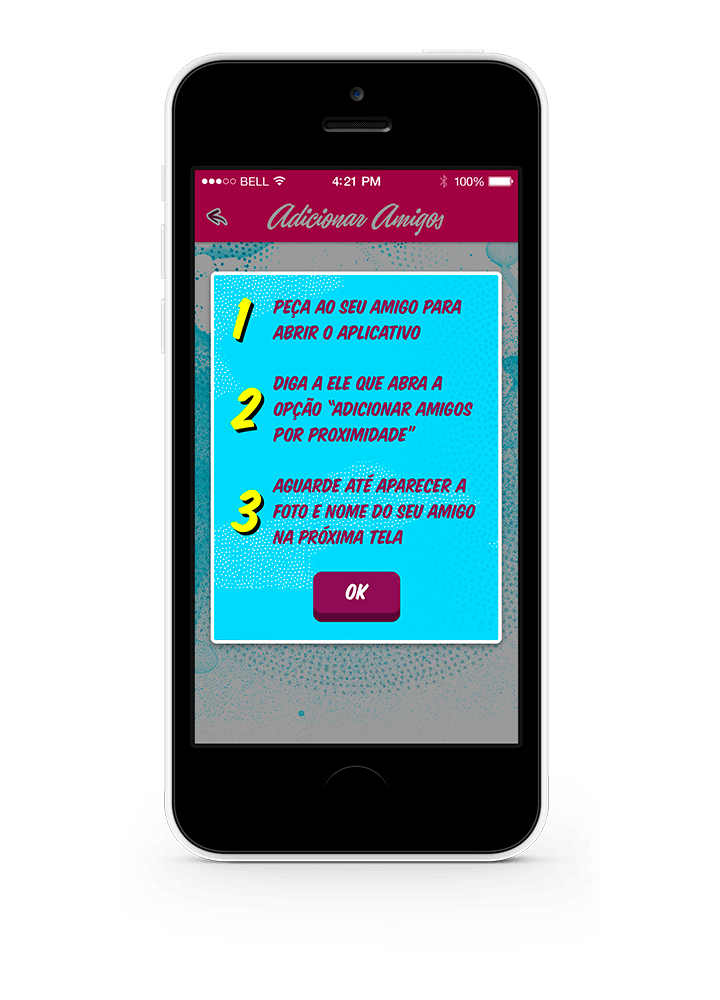 ●●●○○ BELL 4:21 PM 100%
Adicionar Amigos
1 PEÇA AO SEU AMIGO PARA
ABRIR O APLICATIVO
2 DIGA A ELE QUE ABRA A
OPÇÃO “ADICIONAR AMIGOS
POR PROXIMIDADE”
3 AGUARDE ATÉ APARECER A
FOTO E NOME DO SEU AMIGO
NA PRÓXIMA TELA
OK